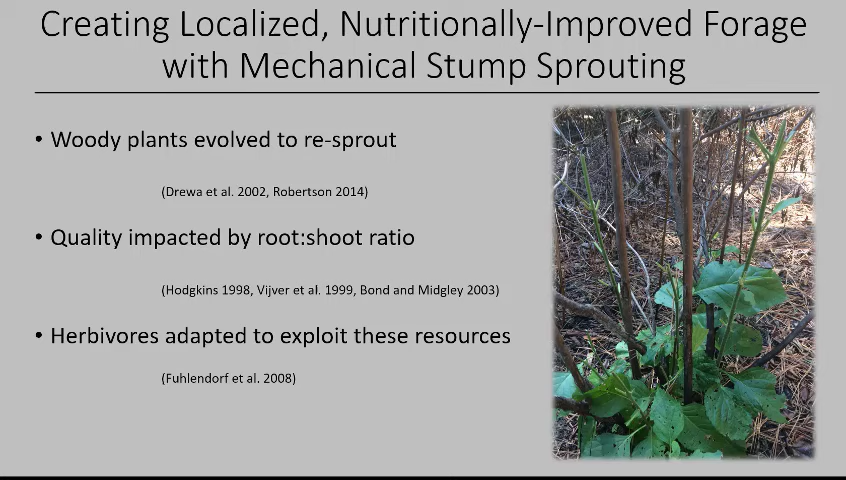 Creating Localized, Nutritionally-Improved Forage
with Mechanical Stump Sprouting
• Woody plants evolved to re-sprout
(Drewa et al. 2002, Robertson 2014)
• Quality impacted by root:shoot ratio
(Hodgkins 1998, Vijver et al. 1999, Bond and Midgley 2003)
• Herbivores adapted to exploit these resources
(Fuhlendorf et al. 2008)